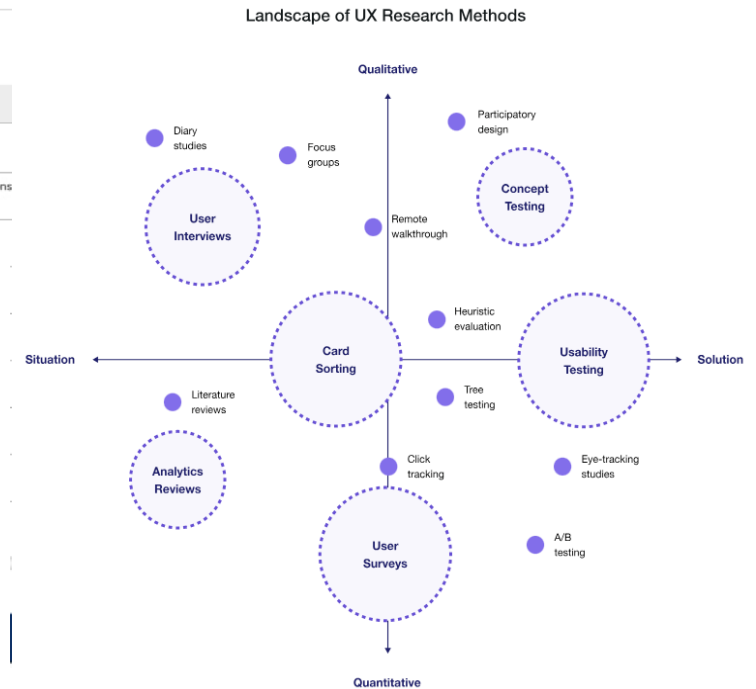 Landscape of UX Research Methods
Qualitative
Participatory
design
Diary
studies
Focus
groups
ns
Concept
Testing
User
Interviews
Remote
walkthrough
Heuristic
evaluation
Card
Sorting
Usability
Testing
Situation
Solution
Literature
reviews
Tree
testing
Click
tracking
Eye-tracking
studies
Analytics
Reviews
A/B
testing
User
Surveys
Quantitative